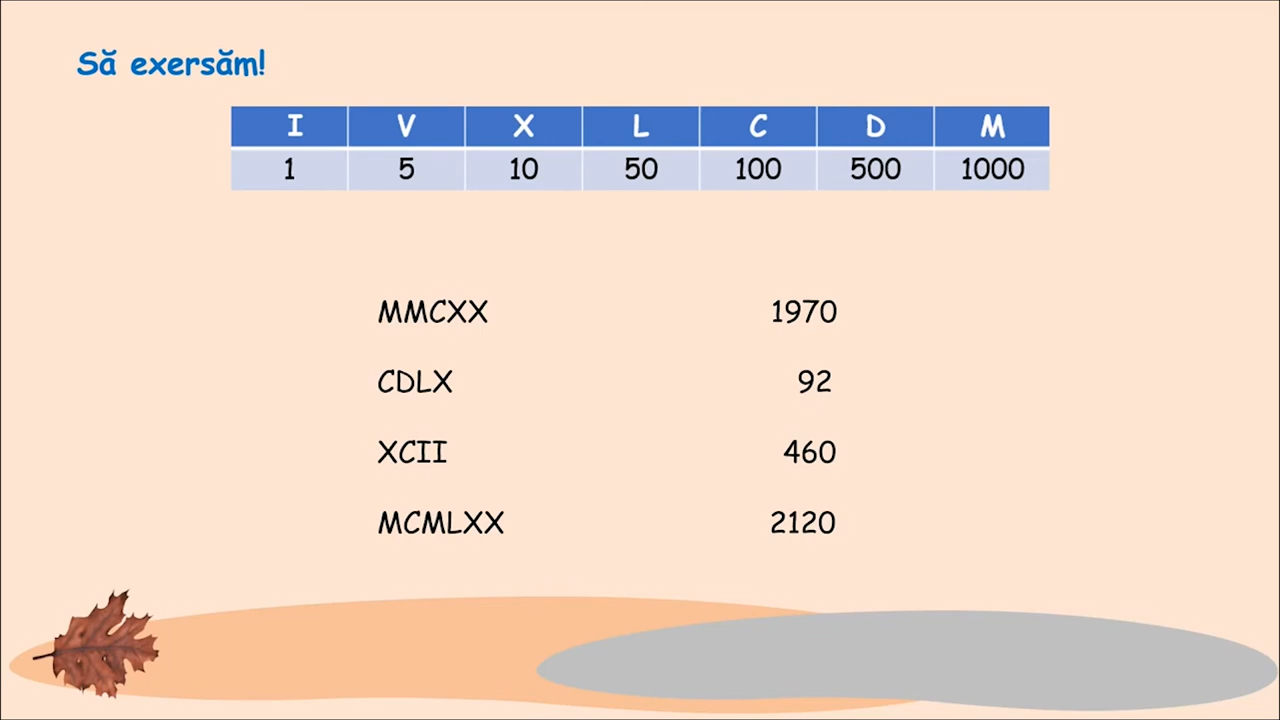 Să exersăm!
I V X L C D M
1 5 10 50 100 500 1000
MMCXX 1970
CDLX 92
XCII 460
MCMLXX 2120